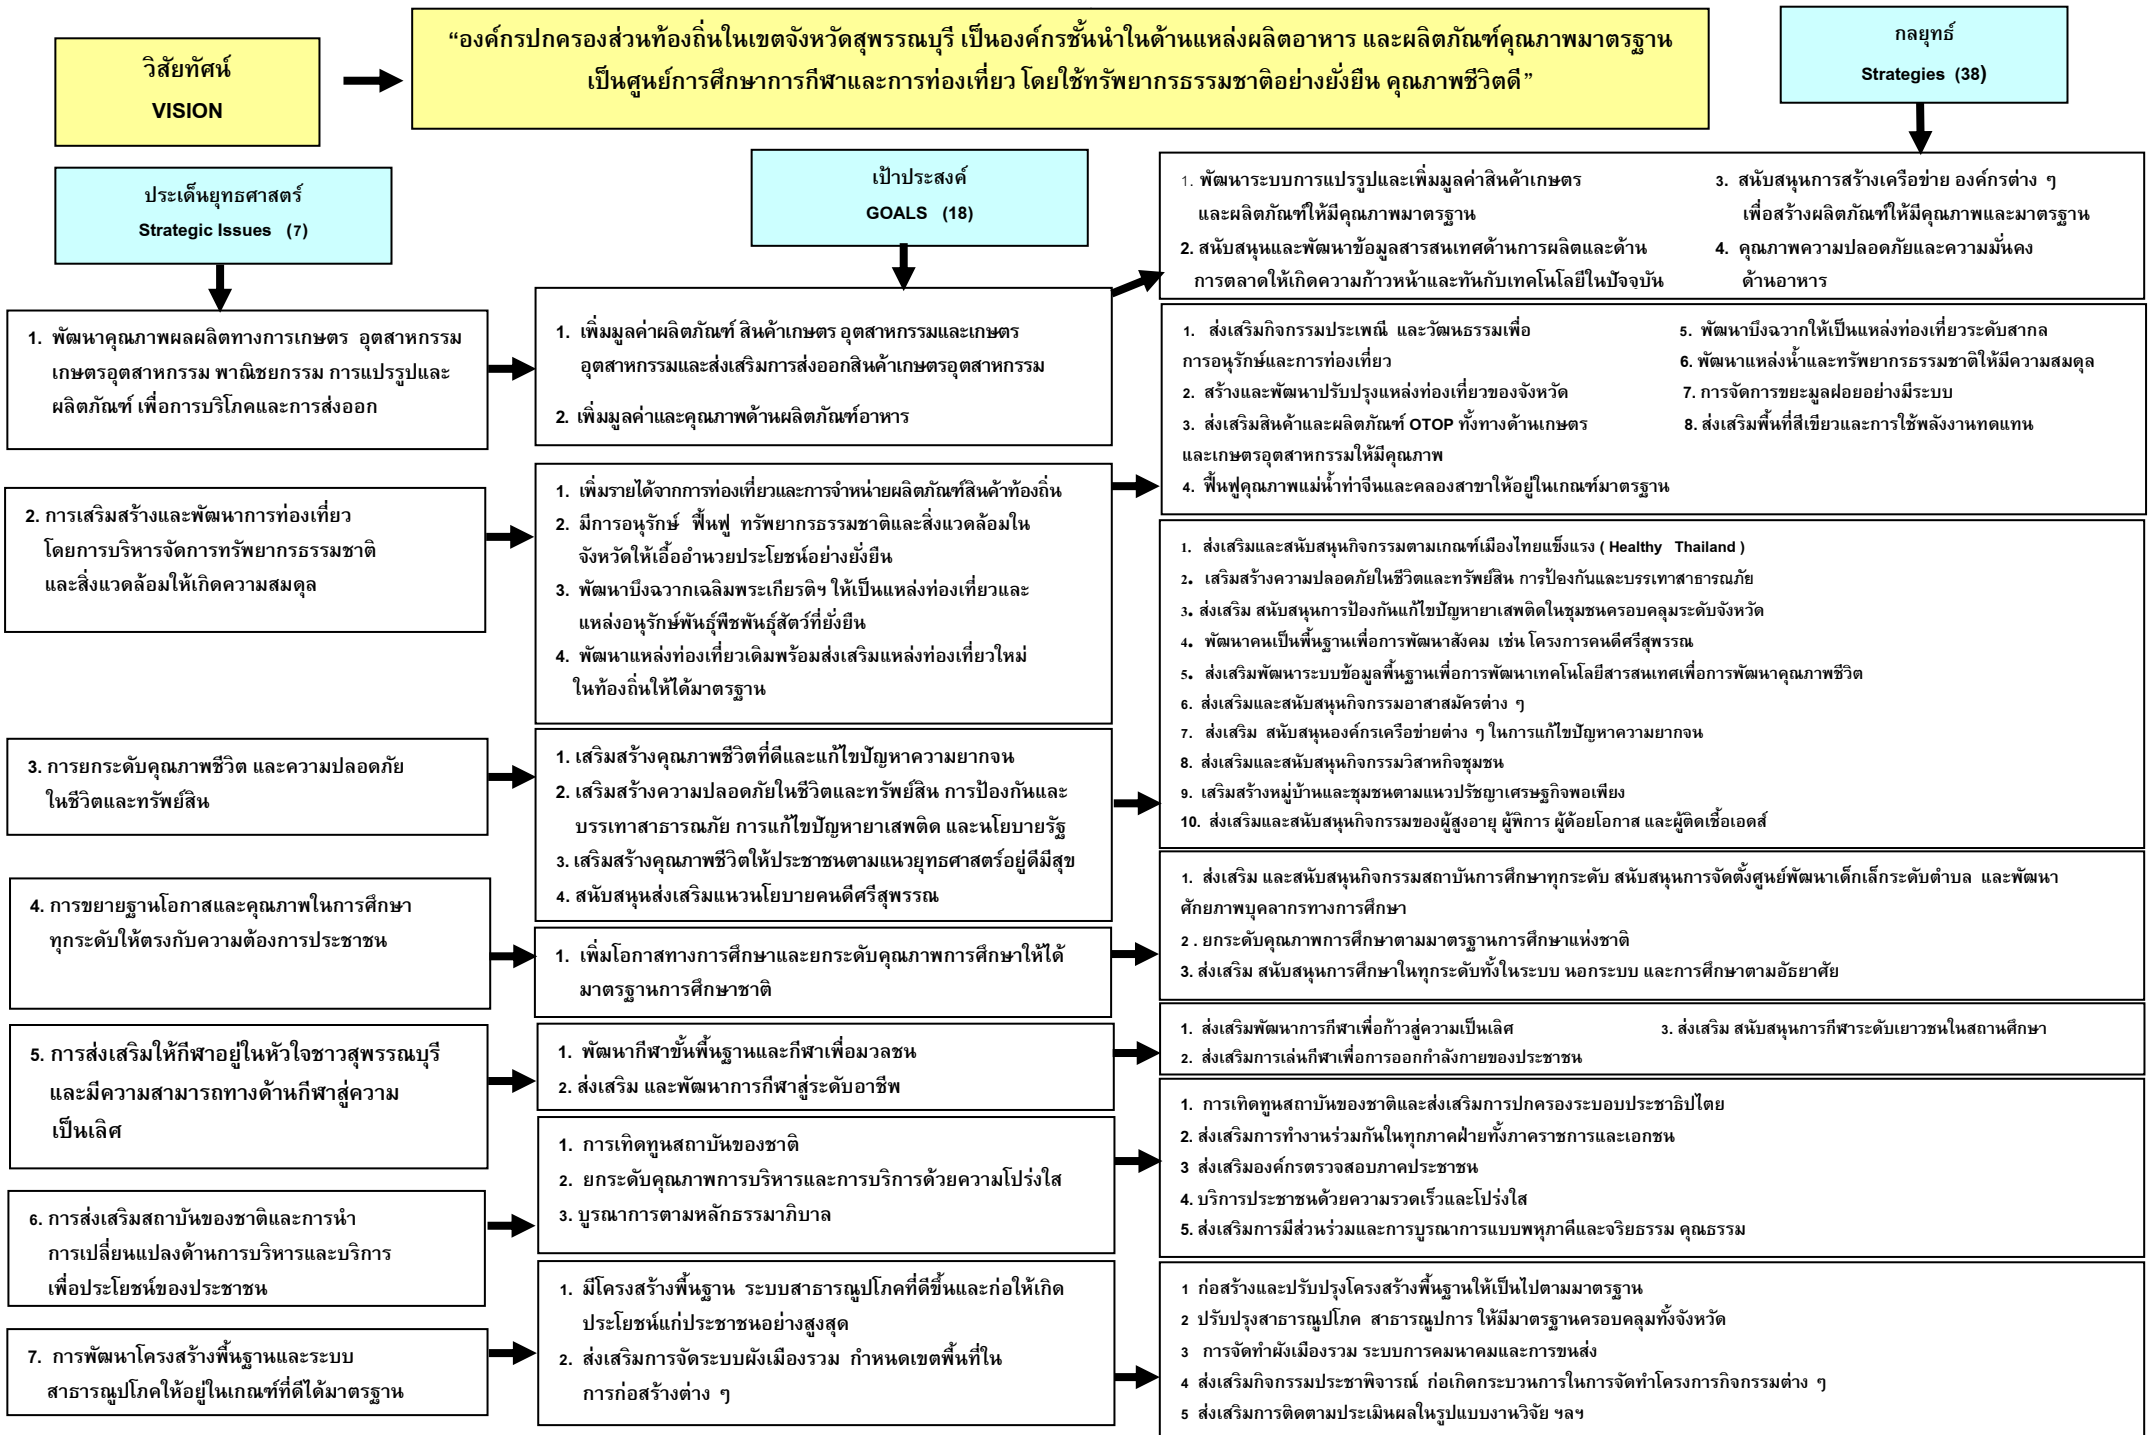 วิสัยทัศน์
VISION
“องค์กรปกครองส่วนท้องถิ่นในเขตจังหวัดสุพรรณบุรี เป็นองค์กรชั้นนำในด้านแหล่งผลิตอาหาร และผลิตภัณฑ์คุณภาพมาตรฐาน
เป็นศูนย์การศึกษาการกีฬาและการท่องเที่ยว โดยใช้ทรัพยากรธรรมชาติอย่างยั่งยืน คุณภาพชีวิตดี”
กลยุทธ์
Strategies (38)
ประเด็นยุทธศาสตร์
Strategic Issues (7)
เป้าประสงค์
GOALS (18)
1. พัฒนาคุณภาพผลผลิตทางการเกษตร อุตสาหกรรม
เกษตรอุตสาหกรรม พาณิชยกรรม การแปรรูปและ
ผลิตภัณฑ์ เพื่อการบริโภคและการส่งออก
1. เพิ่มมูลค่าผลิตภัณฑ์ สินค้าเกษตร อุตสาหกรรมและเกษตร
อุตสาหกรรมและส่งเสริมการส่งออกสินค้าเกษตรอุตสาหกรรม
2. เพิ่มมูลค่าและคุณภาพด้านผลิตภัณฑ์อาหาร
1. พัฒนาระบบการแปรรูปและเพิ่มมูลค่าสินค้าเกษตร
และผลิตภัณฑ์ให้มีคุณภาพมาตรฐาน
2. สนับสนุนและพัฒนาข้อมูลสารสนเทศด้านการผลิตและด้าน
การตลาดให้เกิดความก้าวหน้าและทันกับเทคโนโลยีในปัจจุบัน
3. สนับสนุนการสร้างเครือข่าย องค์กรต่าง ๆ
เพื่อสร้างผลิตภัณฑ์ให้มีคุณภาพและมาตรฐาน
4. คุณภาพความปลอดภัยและความมั่นคง
ด้านอาหาร
2. การเสริมสร้างและพัฒนาการท่องเที่ยว
โดยการบริหารจัดการทรัพยากรธรรมชาติ
และสิ่งแวดล้อมให้เกิดความสมดุล
1. เพิ่มรายได้จากการท่องเที่ยวและการจำหน่ายผลิตภัณฑ์สินค้าท้องถิ่น
2. มีการอนุรักษ์ ฟื้นฟู ทรัพยากรธรรมชาติและสิ่งแวดล้อมใน
จังหวัดให้เอื้ออำนวยประโยชน์อย่างยั่งยืน
3. พัฒนาบึงฉวากเฉลิมพระเกียรติฯ ให้เป็นแหล่งท่องเที่ยวและ
แหล่งอนุรักษ์พันธุ์พืชพันธุ์สัตว์ที่ยั่งยืน
4. พัฒนาแหล่งท่องเที่ยวเดิมพร้อมส่งเสริมแหล่งท่องเที่ยวใหม่
ในท้องถิ่นให้ได้มาตรฐาน
1. ส่งเสริมกิจกรรมประเพณี และวัฒนธรรมเพื่อ
การอนุรักษ์และการท่องเที่ยว
2. สร้างและพัฒนาปรับปรุงแหล่งท่องเที่ยวของจังหวัด
3. ส่งเสริมสินค้าและผลิตภัณฑ์ OTOP ทั้งทางด้านเกษตร
และเกษตรอุตสาหกรรมให้มีคุณภาพ
4. ฟื้นฟูคุณภาพแม่น้ำท่าจีนและคลองสาขาให้อยู่ในเกณฑ์มาตรฐาน
5. พัฒนาบึงฉวากให้เป็นแหล่งท่องเที่ยวระดับสากล
6. พัฒนาแหล่งน้ำและทรัพยากรธรรมชาติให้มีความสมดุล
7. การจัดการขยะมูลฝอยอย่างมีระบบ
8. ส่งเสริมพื้นที่สีเขียวและการใช้พลังงานทดแทน
3. การยกระดับคุณภาพชีวิต และความปลอดภัย
ในชีวิตและทรัพย์สิน
1. เสริมสร้างคุณภาพชีวิตที่ดีและแก้ไขปัญหาความยากจน
2. เสริมสร้างความปลอดภัยในชีวิตและทรัพย์สิน การป้องกันและ
บรรเทาสาธารณภัย การแก้ไขปัญหายาเสพติด และนโยบายรัฐ
3. เสริมสร้างคุณภาพชีวิตให้ประชาชนตามแนวยุทธศาสตร์อยู่ดีมีสุข
4. สนับสนุนส่งเสริมแนวนโยบายคนดีศรีสุพรรณ
1. ส่งเสริมและสนับสนุนกิจกรรมตามเกณฑ์เมืองไทยแข็งแรง ( Healthy Thailand )
2. เสริมสร้างความปลอดภัยในชีวิตและทรัพย์สิน การป้องกันและบรรเทาสาธารณภัย
3. ส่งเสริม สนับสนุนการป้องกันแก้ไขปัญหายาเสพติดในชุมชนครอบคลุมระดับจังหวัด
4. พัฒนาคนเป็นพื้นฐานเพื่อการพัฒนาสังคม เช่น โครงการคนดีศรีสุพรรณ
5. ส่งเสริมพัฒนาระบบข้อมูลพื้นฐานเพื่อการพัฒนาเทคโนโลยีสารสนเทศเพื่อการพัฒนาคุณภาพชีวิต
6. ส่งเสริมและสนับสนุนกิจกรรมอาสาสมัครต่าง ๆ
7. ส่งเสริม สนับสนุนองค์กรเครือข่ายต่าง ๆ ในการแก้ไขปัญหาความยากจน
8. ส่งเสริมและสนับสนุนกิจกรรมวิสาหกิจชุมชน
9. เสริมสร้างหมู่บ้านและชุมชนตามแนวปรัชญาเศรษฐกิจพอเพียง
10. ส่งเสริมและสนับสนุนกิจกรรมของผู้สูงอายุ ผู้พิการ ผู้ด้อยโอกาส และผู้ติดเชื้อเอดส์
4. การขยายฐานโอกาสและคุณภาพในการศึกษา
ทุกระดับให้ตรงกับความต้องการประชาชน
1. เพิ่มโอกาสทางการศึกษาและยกระดับคุณภาพการศึกษาให้ได้
มาตรฐานการศึกษาชาติ
1. ส่งเสริม และสนับสนุนกิจกรรมสถาบันการศึกษาทุกระดับ สนับสนุนการจัดตั้งศูนย์พัฒนาเด็กเล็กระดับตำบล และพัฒนา
ศักยภาพบุคลากรทางการศึกษา
2 . ยกระดับคุณภาพการศึกษาตามมาตรฐานการศึกษาแห่งชาติ
3. ส่งเสริม สนับสนุนการศึกษาในทุกระดับทั้งในระบบ นอกระบบ และการศึกษาตามอัธยาศัย
5. การส่งเสริมให้กีฬาอยู่ในหัวใจชาวสุพรรณบุรี
และมีความสามารถทางด้านกีฬาสู่ความ
เป็นเลิศ
1. พัฒนากีฬาขั้นพื้นฐานและกีฬาเพื่อมวลชน
2. ส่งเสริม และพัฒนาการกีฬาสู่ระดับอาชีพ
1. ส่งเสริมพัฒนาการกีฬาเพื่อก้าวสู่ความเป็นเลิศ
2. ส่งเสริมการเล่นกีฬาเพื่อการออกกำลังกายของประชาชน
3. ส่งเสริม สนับสนุนการกีฬาระดับเยาวชนในสถานศึกษา
6. การส่งเสริมสถาบันของชาติและการนำ
การเปลี่ยนแปลงด้านการบริหารและบริการ
เพื่อประโยชน์ของประชาชน
1. การเทิดทูนสถาบันของชาติ
2. ยกระดับคุณภาพการบริหารและการบริการด้วยความโปร่งใส
3. บูรณาการตามหลักธรรมาภิบาล
1. การเทิดทูนสถาบันของชาติและส่งเสริมการปกครองระบอบประชาธิปไตย
2. ส่งเสริมการทำงานร่วมกันในทุกภาคฝ่ายทั้งภาคราชการและเอกชน
3 ส่งเสริมองค์กรตรวจสอบภาคประชาชน
4. บริการประชาชนด้วยความรวดเร็วและโปร่งใส
5. ส่งเสริมการมีส่วนร่วมและการบูรณาการแบบพหุภาคีและจริยธรรม คุณธรรม
7. การพัฒนาโครงสร้างพื้นฐานและระบบ
สาธารณูปโภคให้อยู่ในเกณฑ์ที่ดีได้มาตรฐาน
1. มีโครงสร้างพื้นฐาน ระบบสาธารณูปโภคที่ดีขึ้นและก่อให้เกิด
ประโยชน์แก่ประชาชนอย่างสูงสุด
2. ส่งเสริมการจัดระบบผังเมืองรวม กำหนดเขตพื้นที่ใน
การก่อสร้างต่าง ๆ
1 ก่อสร้างและปรับปรุงโครงสร้างพื้นฐานให้เป็นไปตามมาตรฐาน
2 ปรับปรุงสาธารณูปโภค สาธารณูปการ ให้มีมาตรฐานครอบคลุมทั้งจังหวัด
3 การจัดทำผังเมืองรวม ระบบการคมนาคมและการขนส่ง
4 ส่งเสริมกิจกรรมประชาพิจารณ์ ก่อเกิดกระบวนการในการจัดทำโครงการกิจกรรมต่าง ๆ
5 ส่งเสริมการติดตามประเมินผลในรูปแบบงานวิจัย ฯลฯ